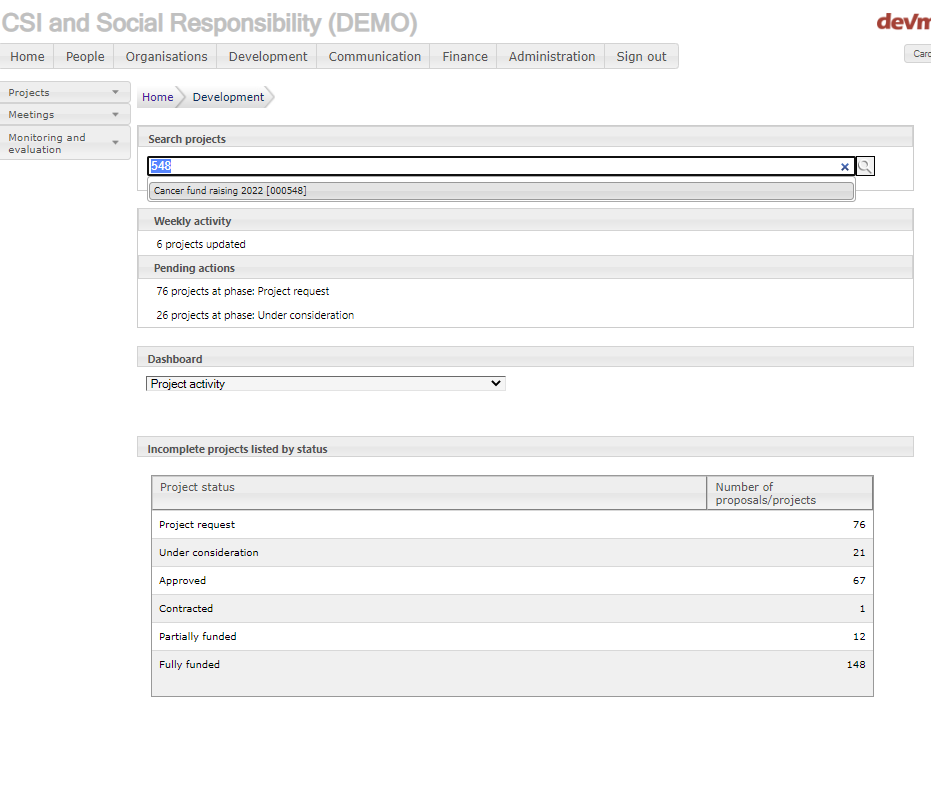 CSI and Social Responsibility (DEMO)
devm
Home People Organisations Development Communication Finance Administration Sign out
Card
Projects
Meetings
Monitoring and
evaluation
Home Development
Search projects
548
Cancer fund raising 2022 [000548]
Weekly activity
6 projects updated
Pending actions
76 projects at phase: Project request
26 projects at phase: Under consideration
Dashboard
Project activity
Incomplete projects listed by status
Project status Number of
proposals/projects
Project request 76
Under consideration 21
Approved 67
Contracted 1
Partially funded 12
Fully funded 148